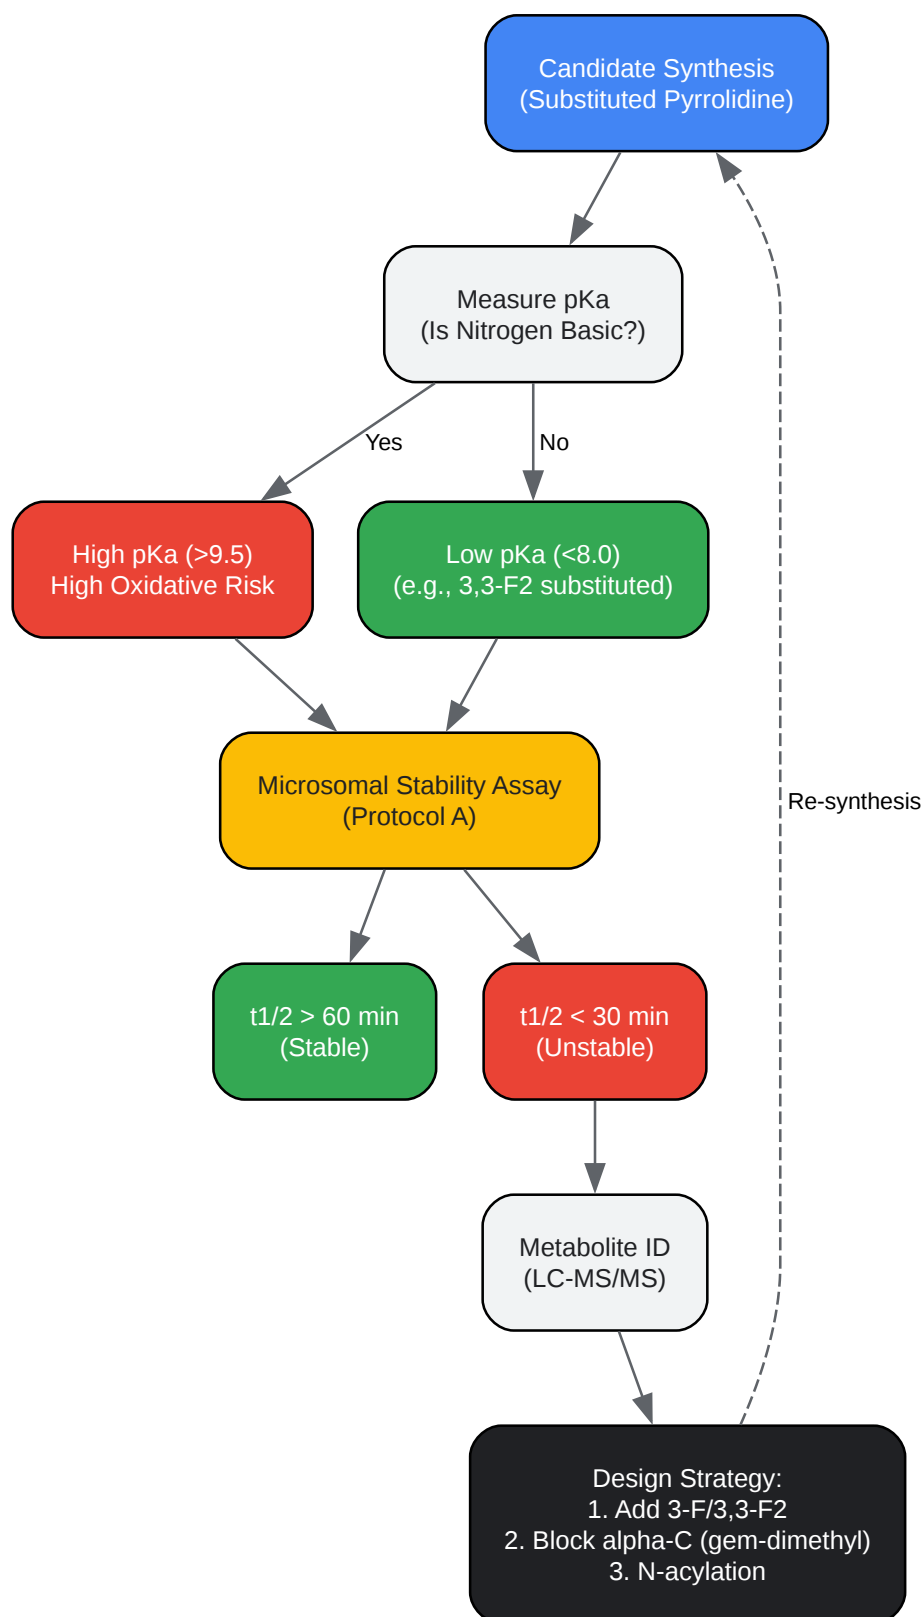 Candidate Synthesis
(Substituted Pyrrolidine)
Measure pKa
(Is Nitrogen Basic?)
Yes
No
High pKa (>9.5)
High Oxidative Risk
Low pKa (<8.0)
(e.g., 3,3-F2 substituted)
Microsomal Stability Assay
(Protocol A)
Re-synthesis
t1/2 > 60 min
(Stable)
t1/2 < 30 min
(Unstable)
Metabolite ID
(LC-MS/MS)
Design Strategy:
1. Add 3-F/3,3-F2
2. Block alpha-C (gem-dimethyl)
3. N-acylation